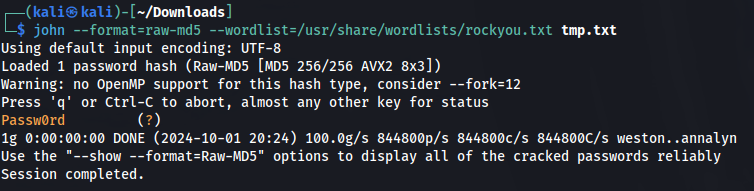 ┌──(kali㉿kali)-[~/Downloads]
└─$ john --format=raw-md5 --wordlist=/usr/share/wordlists/rockyou.txt tmp.txt
Using default input encoding: UTF-8
Loaded 1 password hash (Raw-MD5 [MD5 256/256 AVX2 8x3])
Warning: no OpenMP support for this hash type, consider --fork=12
Press 'q' or Ctrl-C to abort, almost any other key for status
Passw0rd         (?)
1g 0:00:00:00 DONE (2024-10-01 20:24) 100.0g/s 844800p/s 844800c/s 844800C/s weston..annalyn
Use the "--show --format=Raw-MD5" options to display all of the cracked passwords reliably
Session completed.